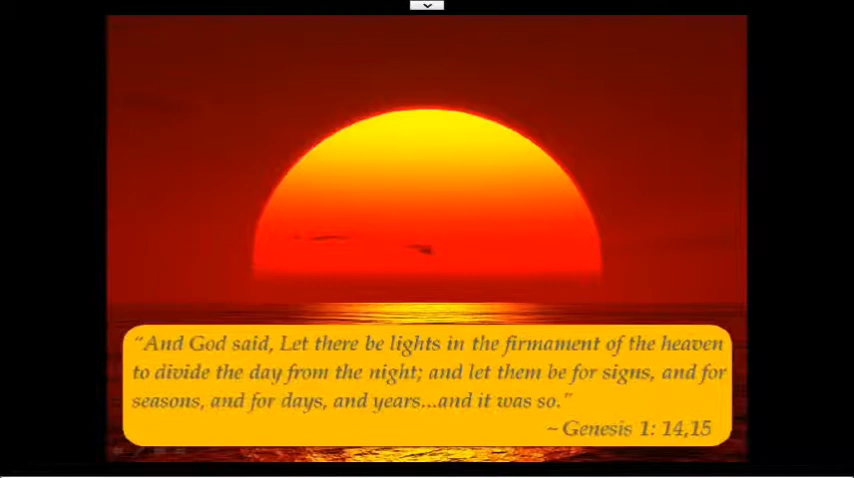 "And God said, Let there be lights in the firmament of the heaven
to divide the day from the night; and let them be for signs, and for
seasons, and for days, and years...and it was so."
~ Genesis 1: 14,15